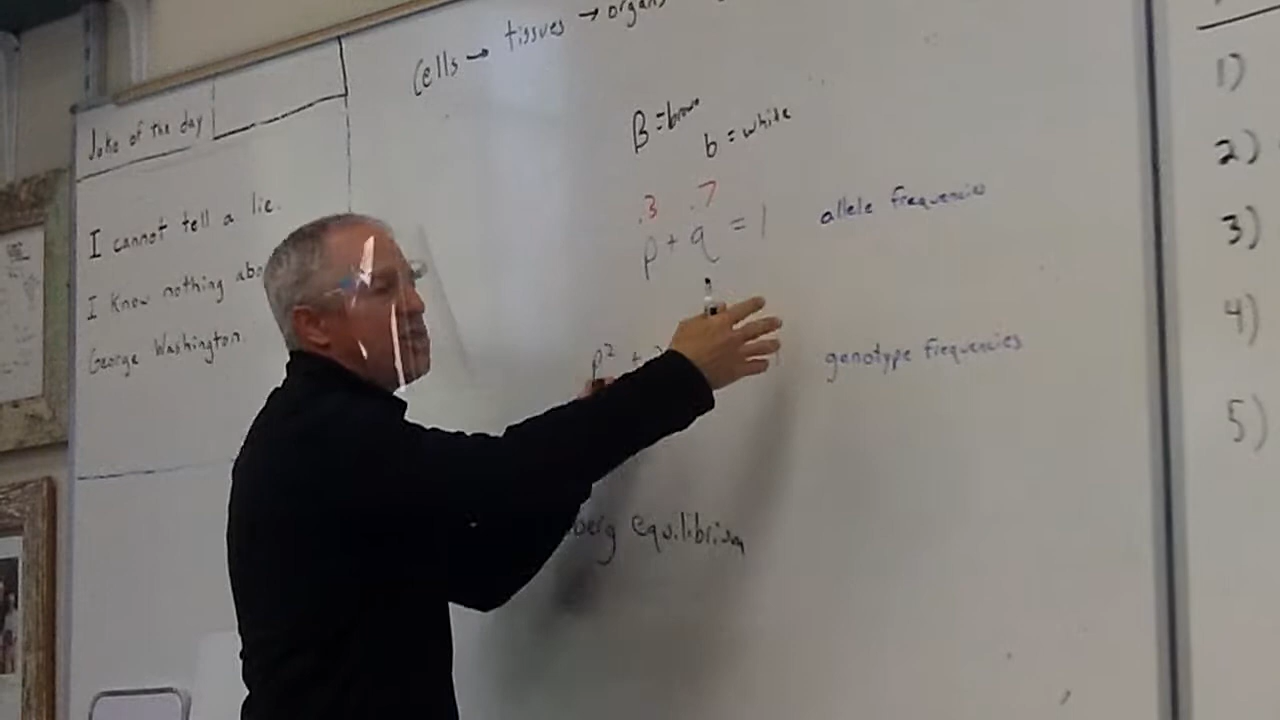 Cells → tissues → organs
Joke of the day
I cannot tell a lie.
I know nothing abo
George Washington.
B = brown
b = white
.3 .7
p + q = 1
allele frequencies
p² +
genotype frequencies
berg equilibrium
1)
2)
3)
4)
5)